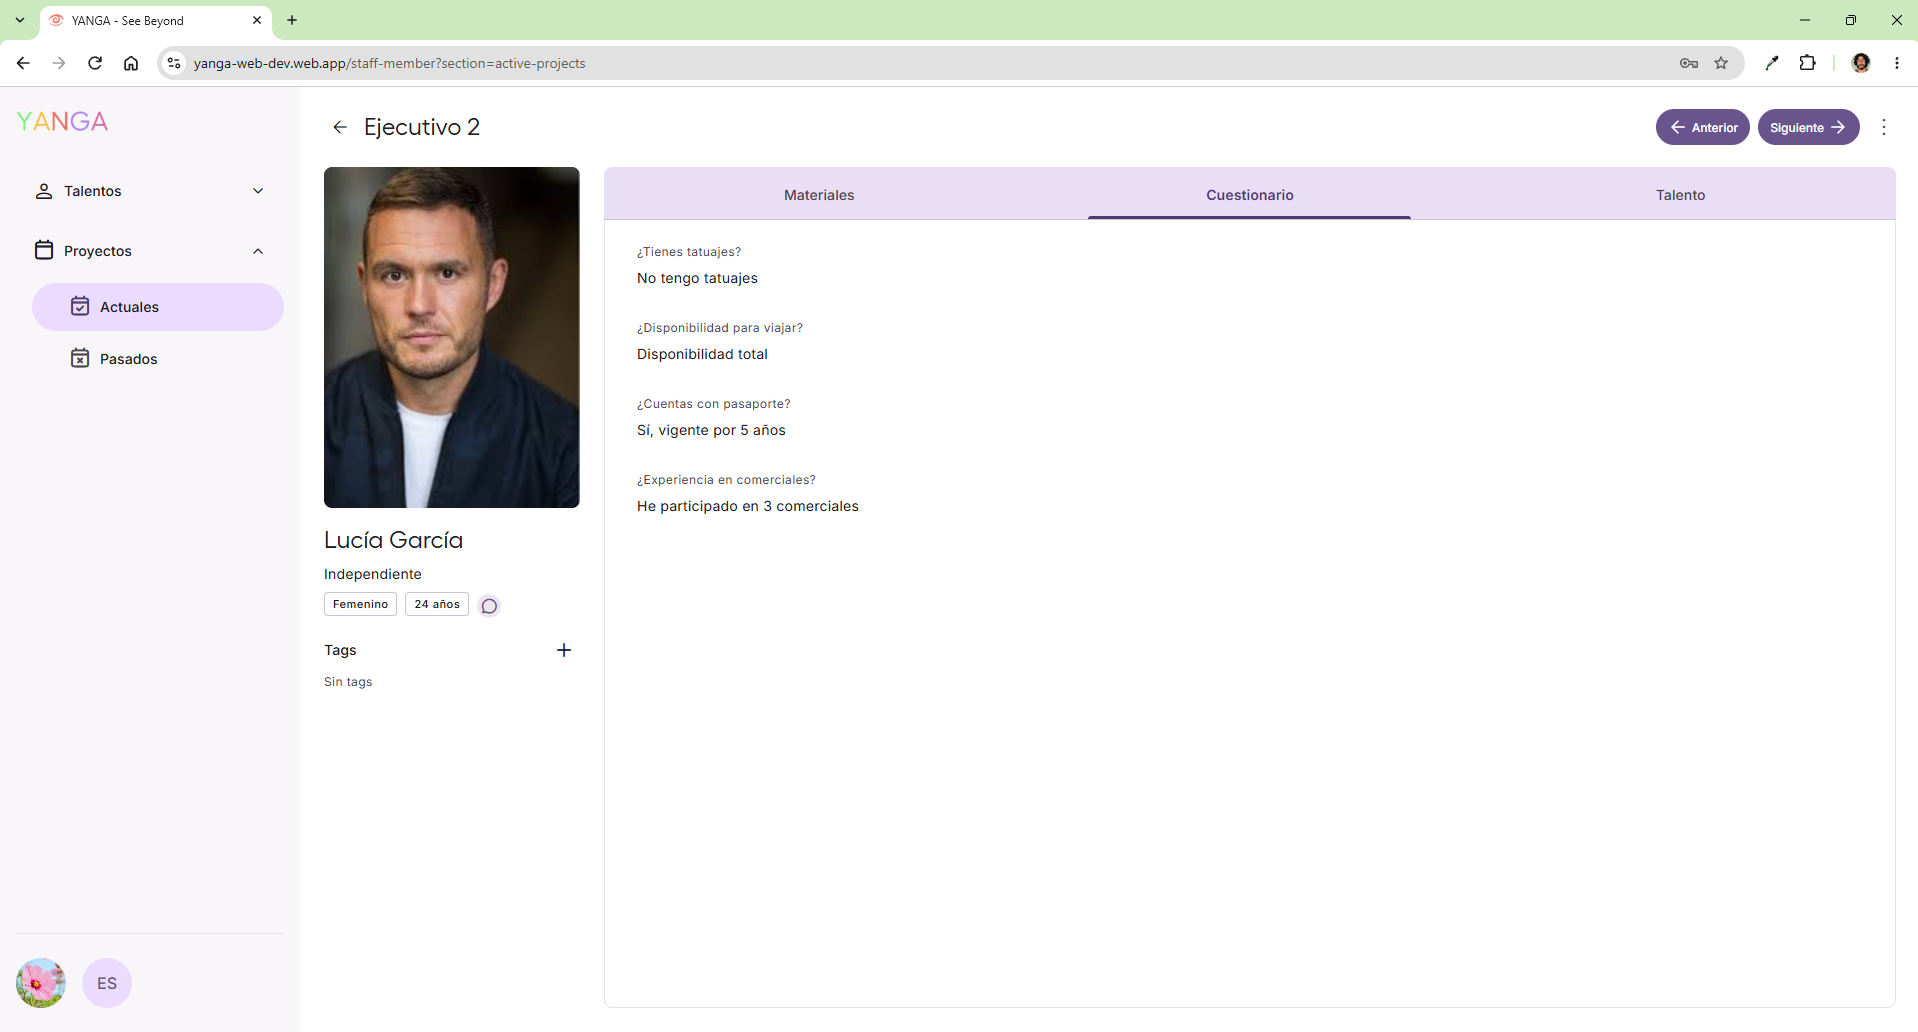 YANGA - See Beyond
yanga-web-dev.web.app/staff-member?section=active-projects
YANGA
Talentos
Proyectos
Actuales
Pasados
ES
Ejecutivo 2
Anterior
Siguiente
Lucía García
Independiente
Femenino
24 años
Tags
Sin tags
Materiales
Cuestionario
Talento
¿Tienes tatuajes?
No tengo tatuajes
¿Disponibilidad para viajar?
Disponibilidad total
¿Cuentas con pasaporte?
Sí, vigente por 5 años
¿Experiencia en comerciales?
He participado en 3 comerciales